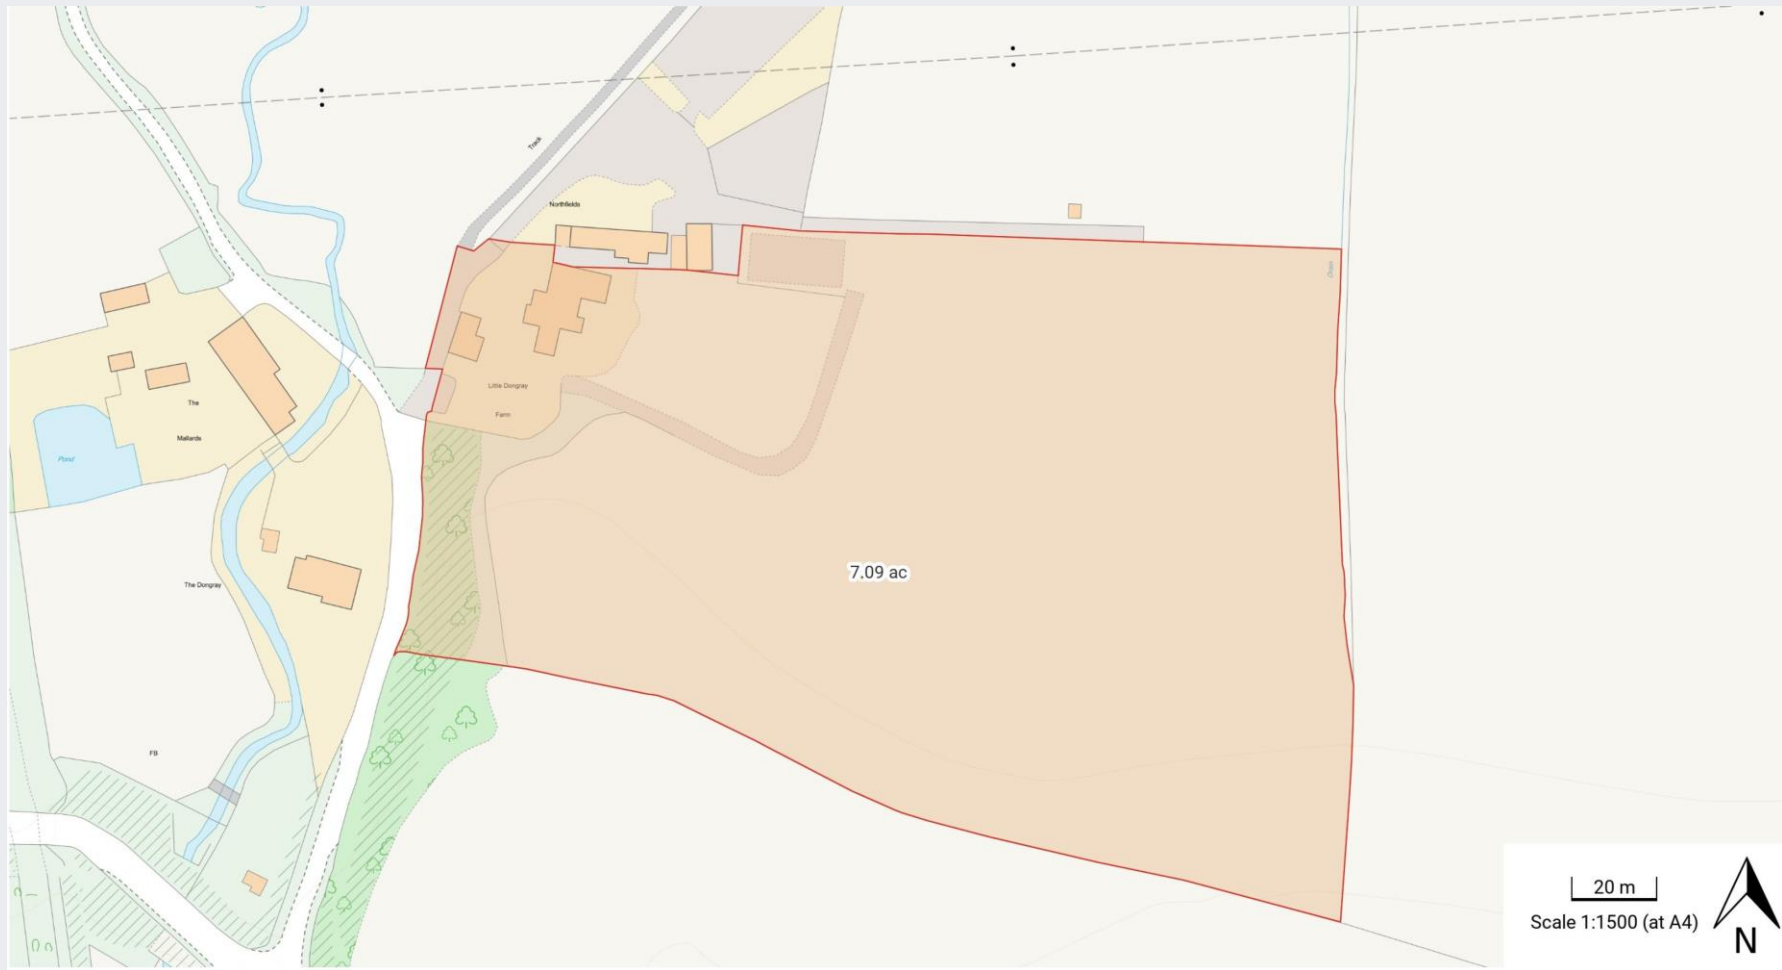 Track
Northfields
Drain
Little Dongray
Farm
The
Mallards
Pond
7.09 ac
The Dongray
FB
20 m
Scale 1:1500 (at A4)
N